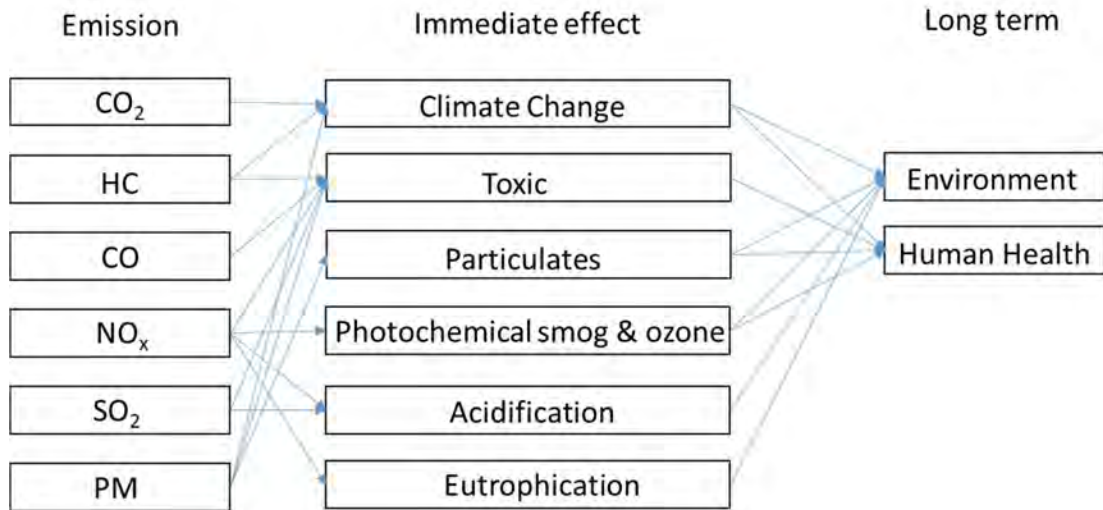 Emission
Immediate effect
Long term
CO₂
HC
CO
NOₓ
SO₂
PM
Climate Change
Toxic
Particulates
Photochemical smog & ozone
Acidification
Eutrophication
Environment
Human Health